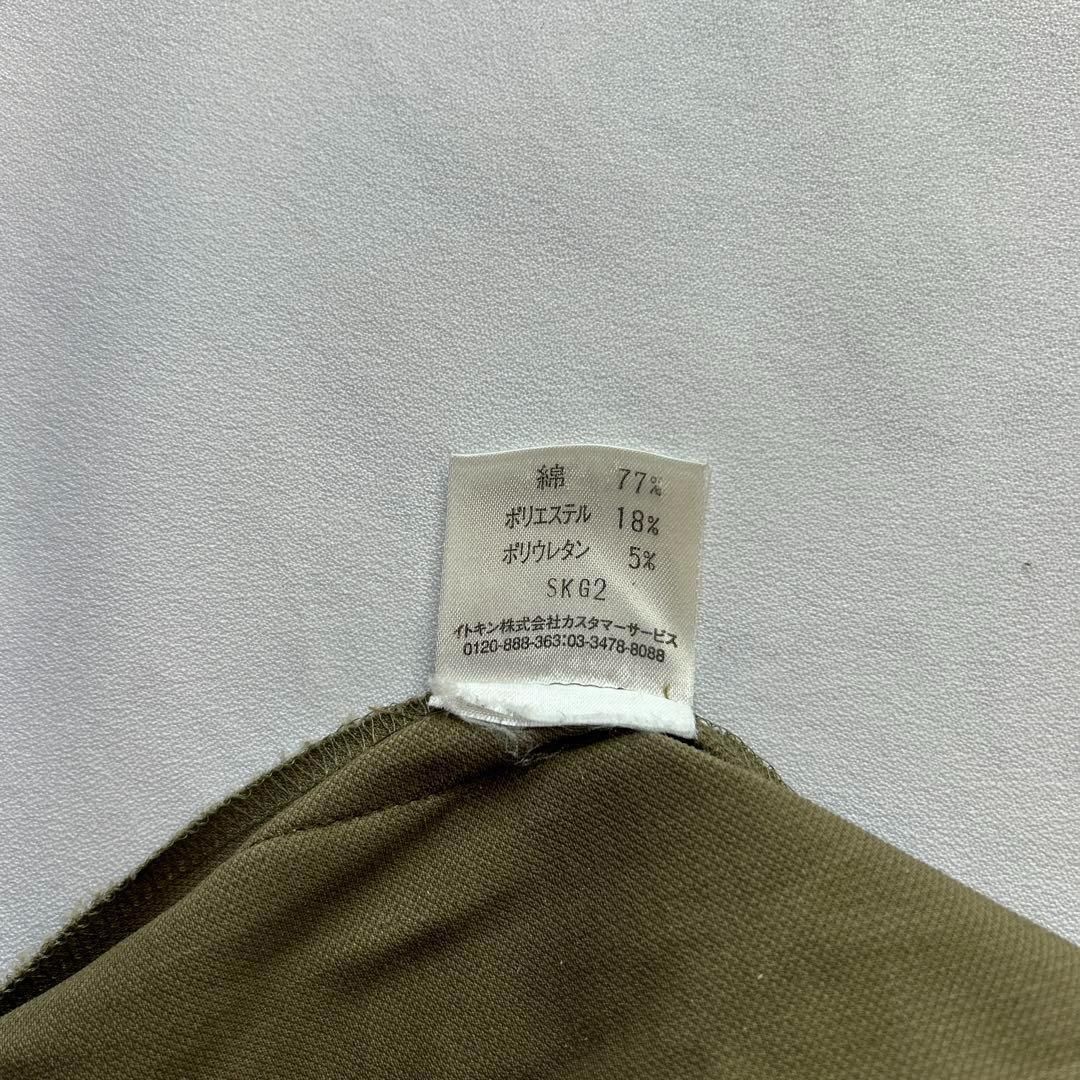 綿 77%
ポリエステル 18%
ポリウレタン 5%
SKG2
イトキン株式会社カスタマーサービス
0120-888-363:03-3478-8088